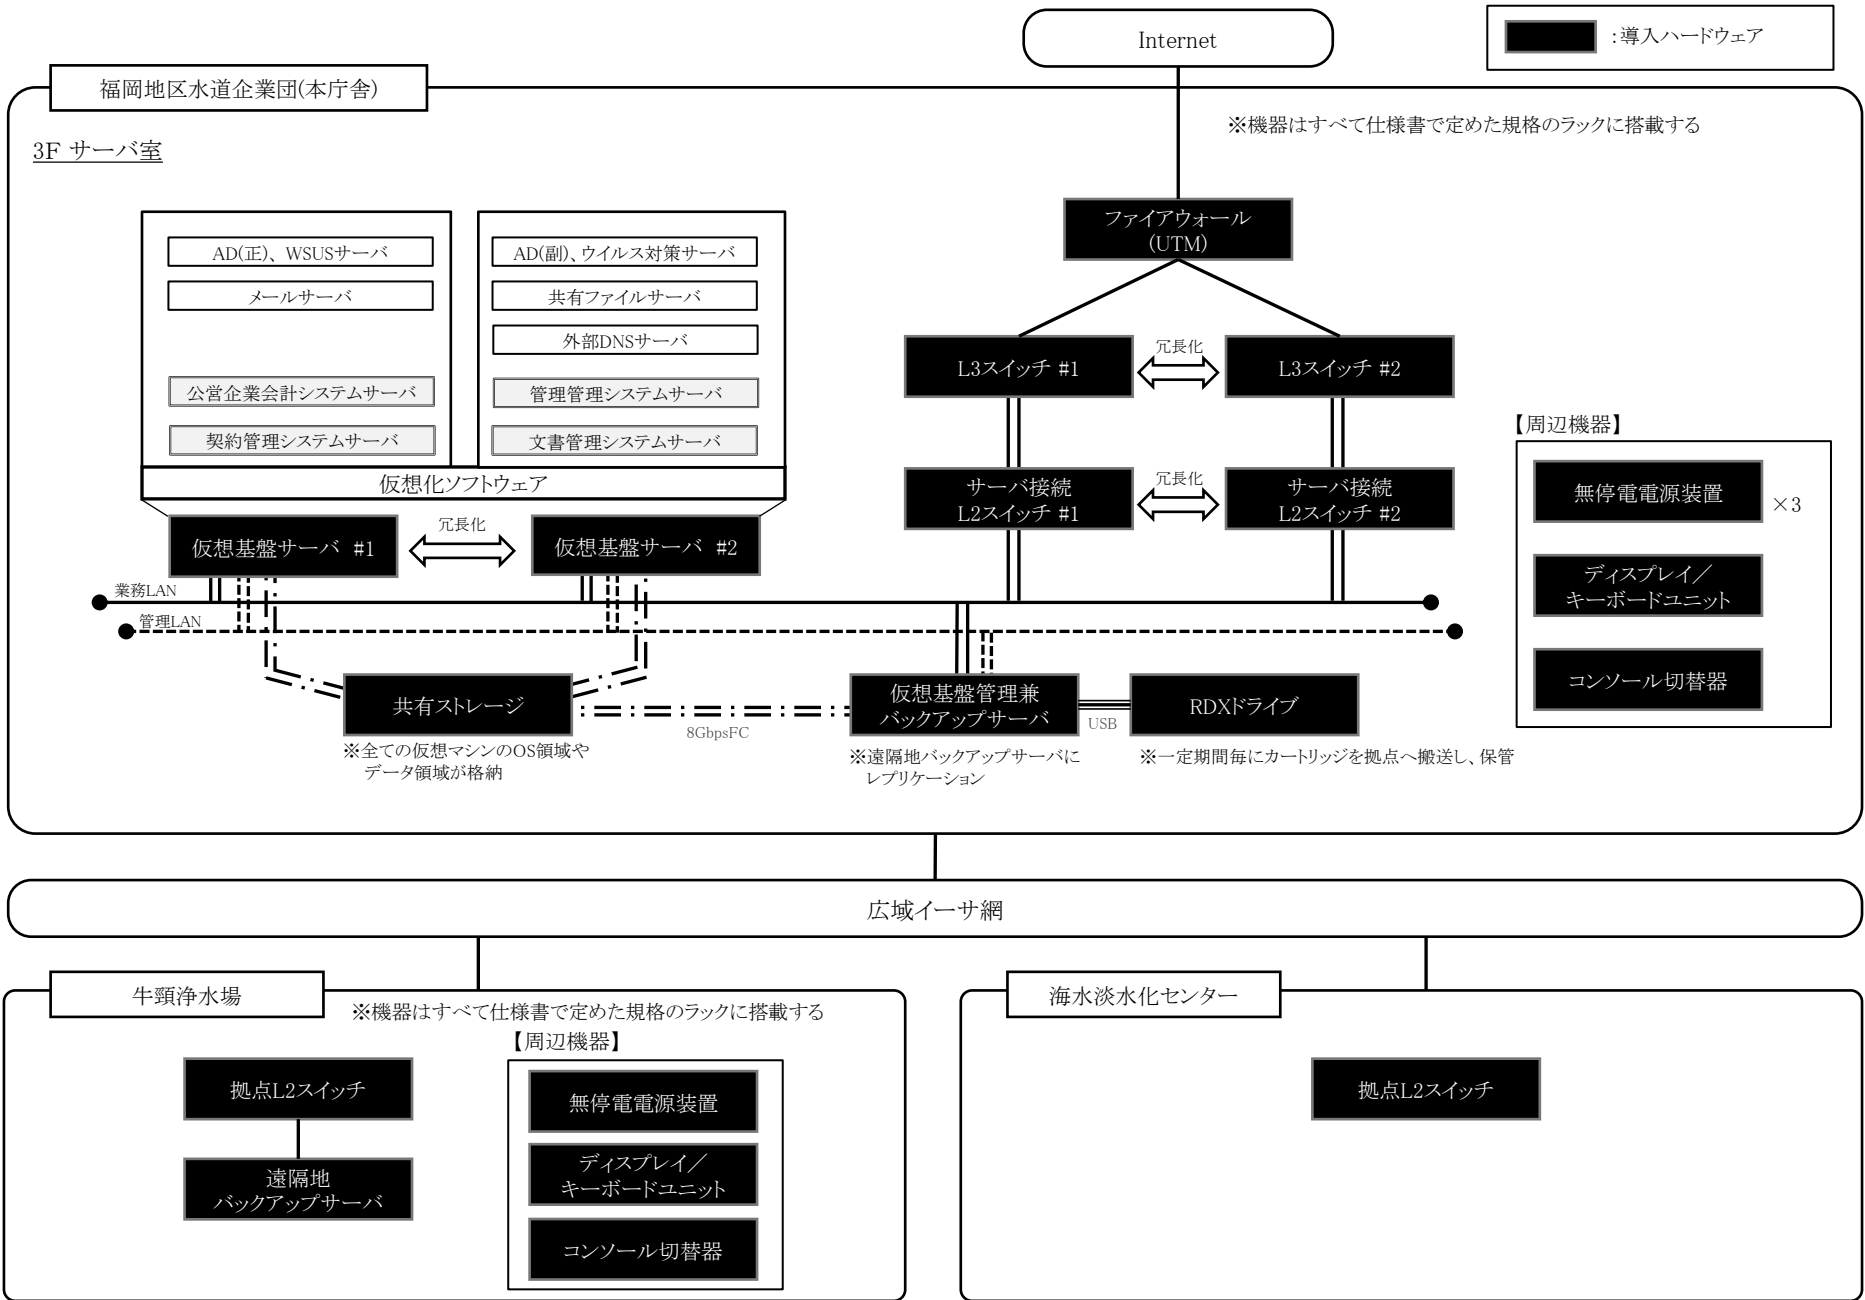 Internet
:導入ハードウェア
福岡地区水道企業団(本庁舎)
※機器はすべて仕様書で定めた規格のラックに搭載する
3F サーバ室
ファイアウォール
(UTM)
AD(正)、WSUSサーバ
メールサーバ
公営企業会計システムサーバ
契約管理システムサーバ
AD(副)、ウイルス対策サーバ
共有ファイルサーバ
外部DNSサーバ
管理管理システムサーバ
文書管理システムサーバ
仮想化ソフトウェア
仮想基盤サーバ #1
冗長化
仮想基盤サーバ #2
L3スイッチ #1
冗長化
L3スイッチ #2
サーバ接続
L2スイッチ #1
冗長化
サーバ接続
L2スイッチ #2
【周辺機器】
無停電電源装置
×3
ディスプレイ/
キーボードユニット
コンソール切替器
業務LAN
管理LAN
共有ストレージ
※全ての仮想マシンのOS領域や
データ領域が格納
8GbpsFC
仮想基盤管理兼
バックアップサーバ
※遠隔地バックアップサーバに
レプリケーション
USB
RDXドライブ
※一定期間毎にカートリッジを拠点へ搬送し、保管
広域イーサ網
牛頸浄水場
※機器はすべて仕様書で定めた規格のラックに搭載する
拠点L2スイッチ
遠隔地
バックアップサーバ
【周辺機器】
無停電電源装置
ディスプレイ/
キーボードユニット
コンソール切替器
海水淡水化センター
拠点L2スイッチ